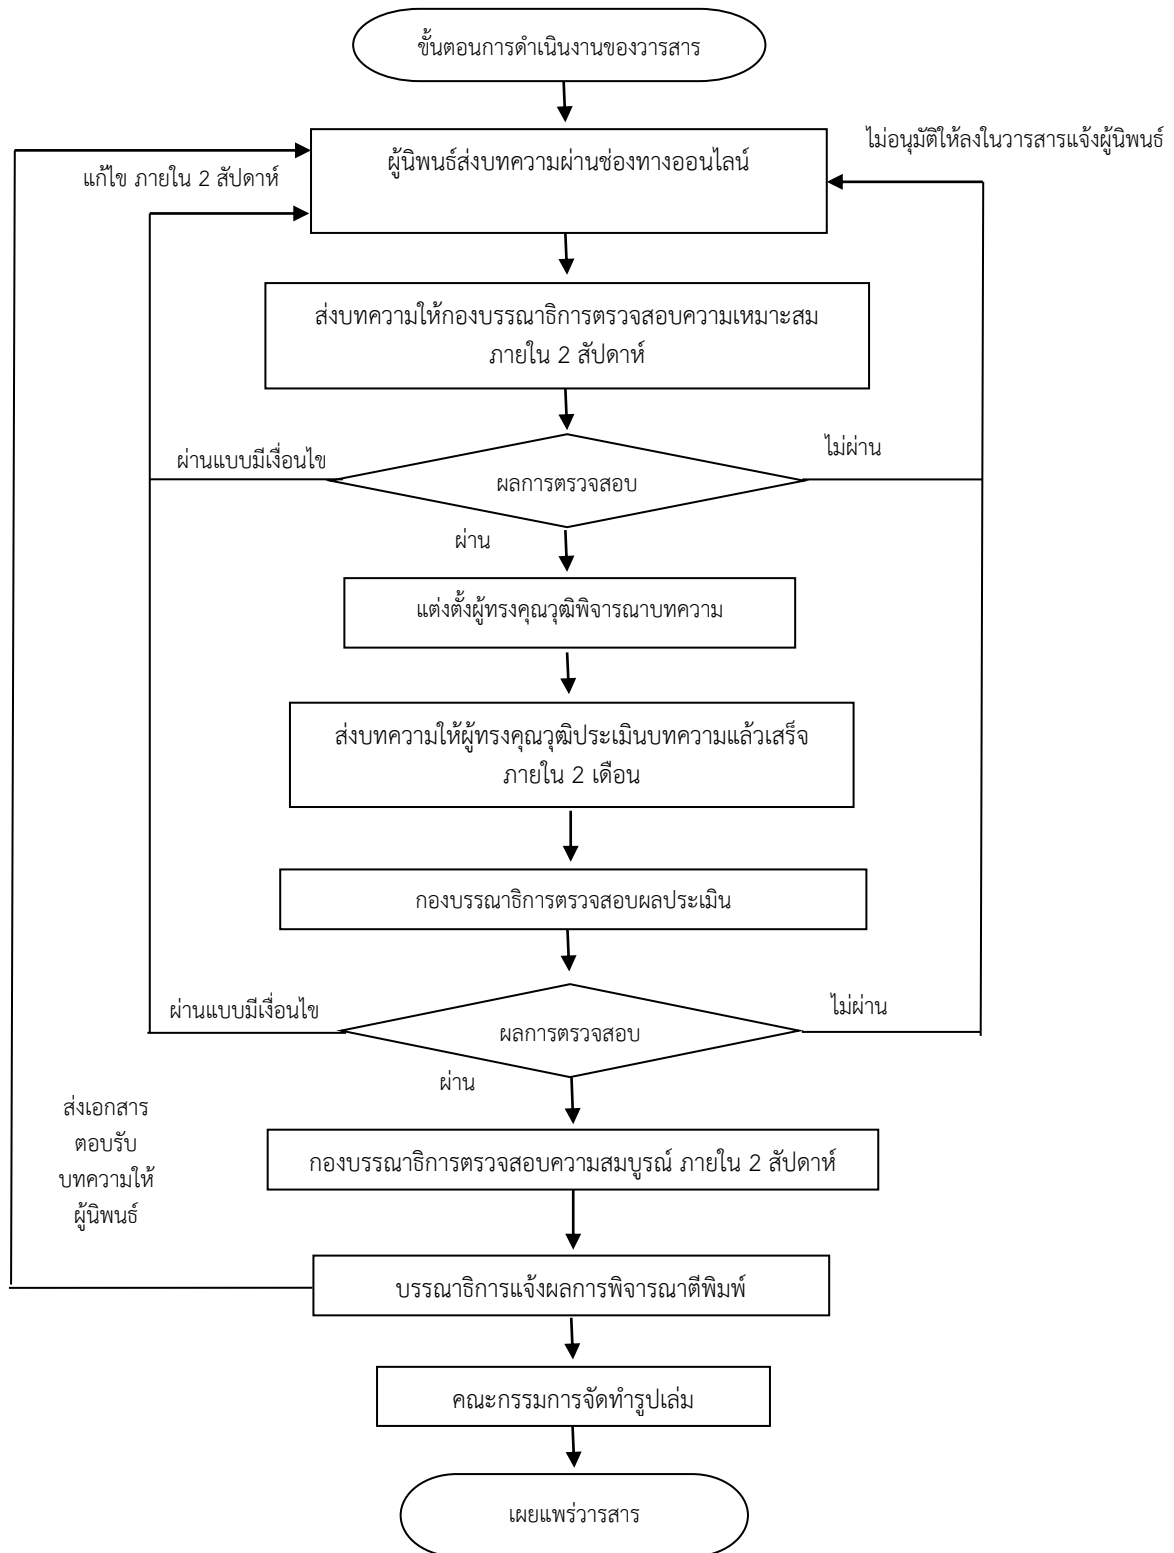 ขั้นตอนการดำเนินงานของวารสาร
ไม่อนุมัติให้ลงในวารสารแจ้งผู้นิพนธ์
ผู้นิพนธ์ส่งบทความผ่านช่องทางออนไลน์
แก้ไข ภายใน 2 สัปดาห์
ส่งบทความให้กองบรรณาธิการตรวจสอบความเหมาะสม
ภายใน 2 สัปดาห์
ผ่านแบบมีเงื่อนไข
ไม่ผ่าน
ผลการตรวจสอบ
ผ่าน
แต่งตั้งผู้ทรงคุณวุฒิพิจารณาบทความ
ส่งบทความให้ผู้ทรงคุณวุฒิประเมินบทความแล้วเสร็จ
ภายใน 2 เดือน
กองบรรณาธิการตรวจสอบผลประเมิน
ผ่านแบบมีเงื่อนไข
ไม่ผ่าน
ผลการตรวจสอบ
ผ่าน
ส่งเอกสาร
ตอบรับ
บทความให้
ผู้นิพนธ์
กองบรรณาธิการตรวจสอบความสมบูรณ์ ภายใน 2 สัปดาห์
บรรณาธิการแจ้งผลการพิจารณาตีพิมพ์
คณะกรรมการจัดทำรูปเล่ม
เผยแพร่วารสาร